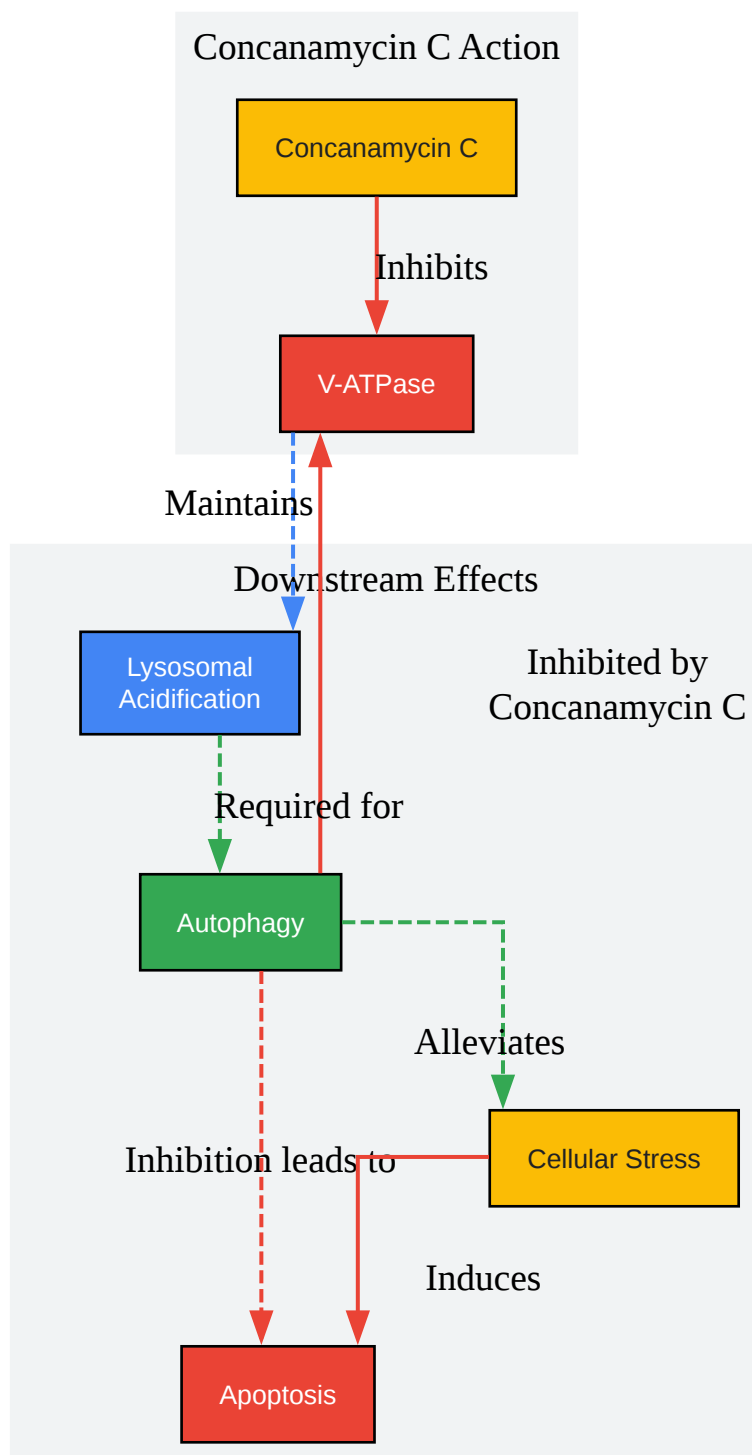 Concanamycin C Action
Concanamycin C
Inhibits
V-ATPase
Maintains
Downstream Effects
Lysosomal
Acidification
Inhibited by
Concanamycin C
Required for
Autophagy
Alleviates
Cellular Stress
Inhibition leads to
Induces
Apoptosis